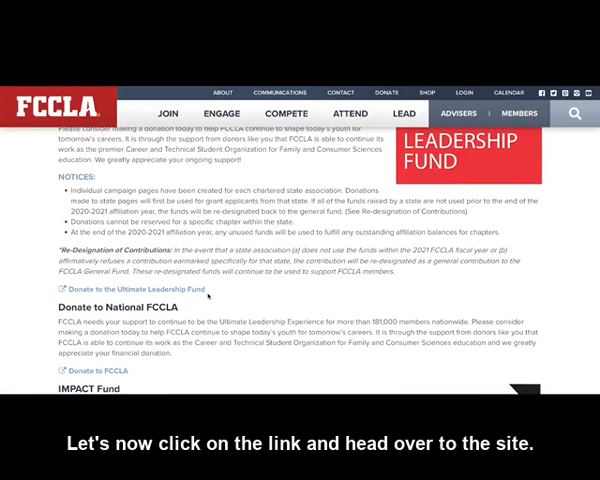 ABOUT COMMUNICATIONS CONTACT DONATE SHOP LOGIN CALENDAR
FCCLA
JOIN ENGAGE COMPETE ATTEND LEAD ADVISERS | MEMBERS
Please consider making a donation today to help FCCLA continue to shape today's youth for
tomorrow's careers. It is through the support from donors like you that FCCLA is able to continue its
work as the premier Career and Technical Student Organization for Family and Consumer Sciences
education. We greatly appreciate your ongoing support!
LEADERSHIP
FUND
NOTICES:
• Individual campaign pages have been created for each chartered state association. Donations
made to state pages will first be used for grant applicants from that state. If all of the funds raised by a state are not used prior to the end of the
2020-2021 affiliation year, the funds will be re-designated back to the general fund. (See Re-designation of Contributions)
• Donations cannot be reserved for a specific chapter within the state.
• At the end of the 2020-2021 affiliation year, any unused funds will be used to fulfill any outstanding affiliation balances for chapters.
*Re-Designation of Contributions: In the event that a state association (a) does not use the funds within the 2021 FCCLA fiscal year or (b)
affirmatively refuses a contribution earmarked specifically for that state, the contribution will be re-designated as a general contribution to the
FCCLA General Fund. These re-designated funds will continue to be used to support FCCLA members.
Donate to the Ultimate Leadership Fund
Donate to National FCCLA
FCCLA needs your support to continue to be the Ultimate Leadership Experience for more than 181,000 members nationwide. Please consider
making a donation today to help FCCLA continue to shape today's youth for tomorrow's careers. It is through the support from donors like you that
FCCLA is able to continue its work as the Career and Technical Student Organization for Family and Consumer Sciences education and we greatly
appreciate your financial donation.
Donate to FCCLA
IMPACT Fund
Let's now click on the link and head over to the site.